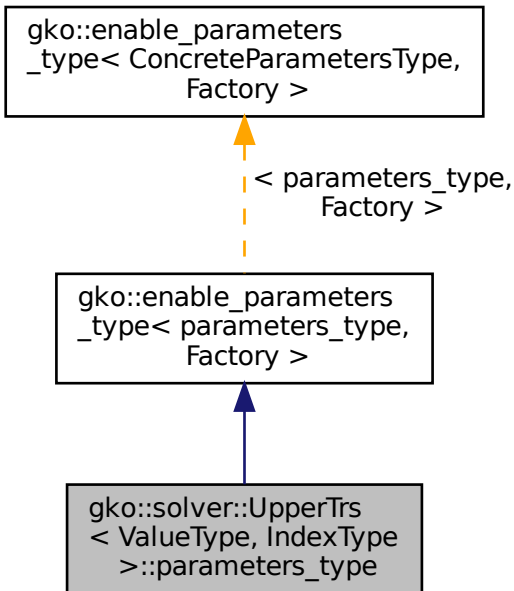 gko::enable_parameters
_type< ConcreteParametersType,
Factory >
< parameters_type,
Factory >
gko::enable_parameters
_type< parameters_type,
Factory >
gko::solver::UpperTrs
< ValueType, IndexType
>::parameters_type